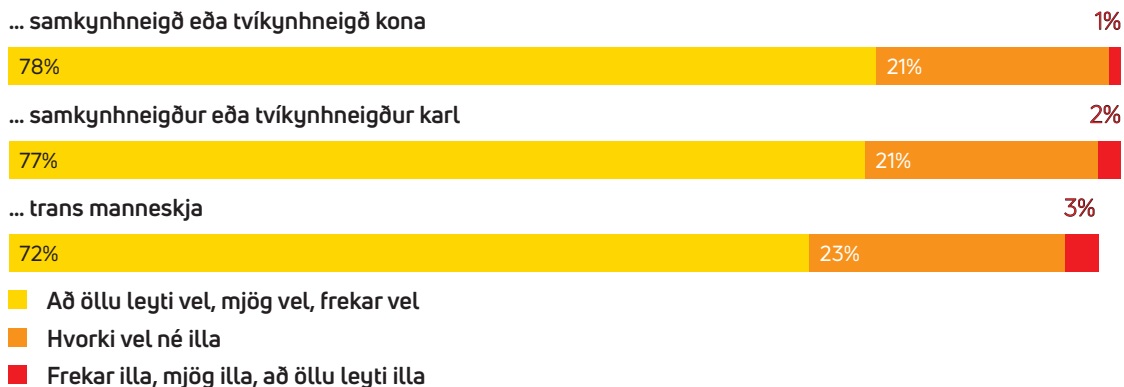 ... samkynhneigð eða tvíkynhneigð kona 1%
78% 21%
... samkynhneigður eða tvíkynhneigður karl 2%
77% 21%
... trans manneskja 3%
72% 23%
Að öllu leyti vel, mjög vel, frekar vel
Hvorki vel né illa
Frekar illa, mjög illa, að öllu leyti illa